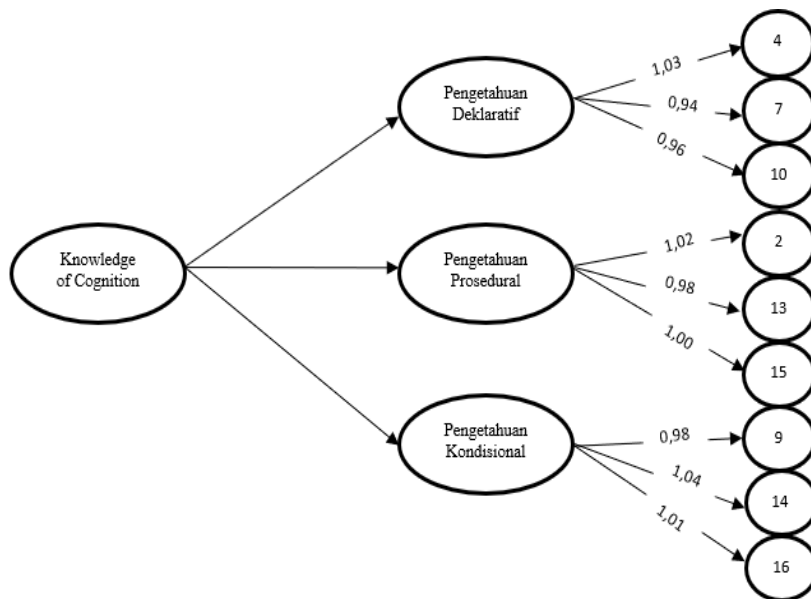 Knowledge
of Cognition
Pengetahuan
Deklaratif
1,03
4
0,94
7
0,96
10
Pengetahuan
Prosedural
1,02
2
0,98
13
1,00
15
Pengetahuan
Kondisional
0,98
9
1,04
14
1,01
16